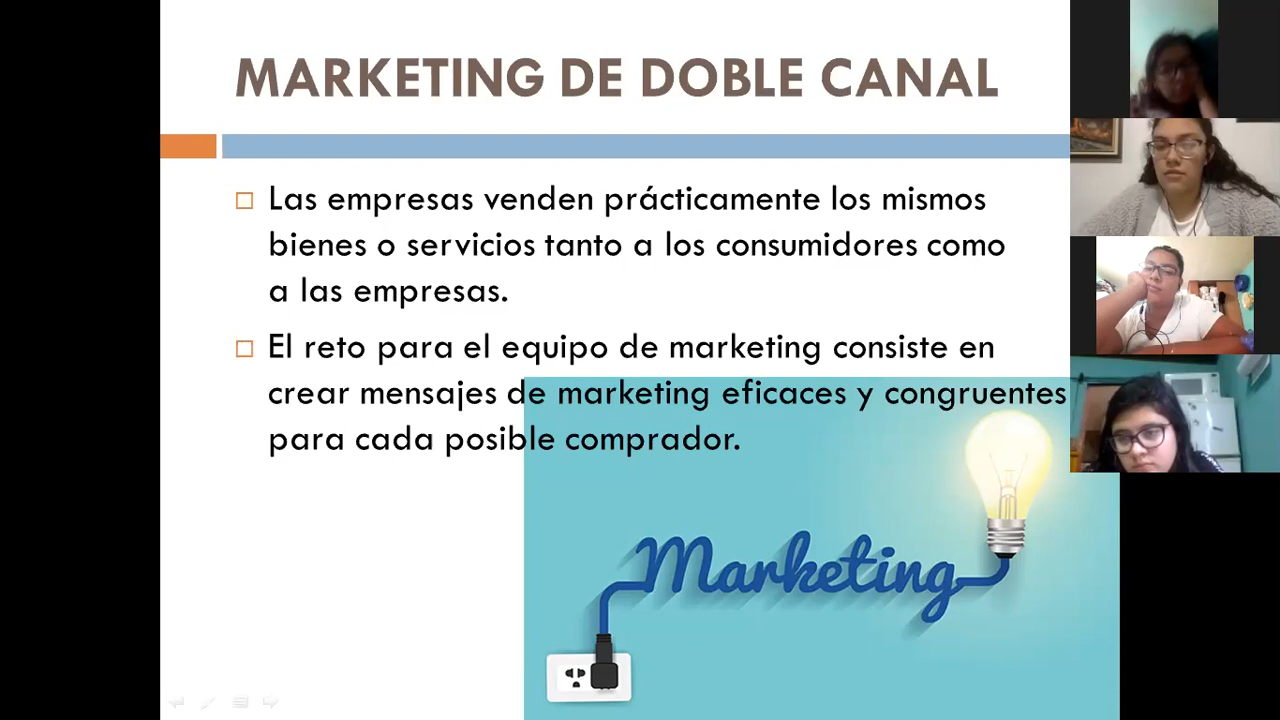 MARKETING DE DOBLE CANAL
Las empresas venden prácticamente los mismos
bienes o servicios tanto a los consumidores como
a las empresas.
El reto para el equipo de marketing consiste en
crear mensajes de marketing eficaces y congruentes
para cada posible comprador.
Marketing